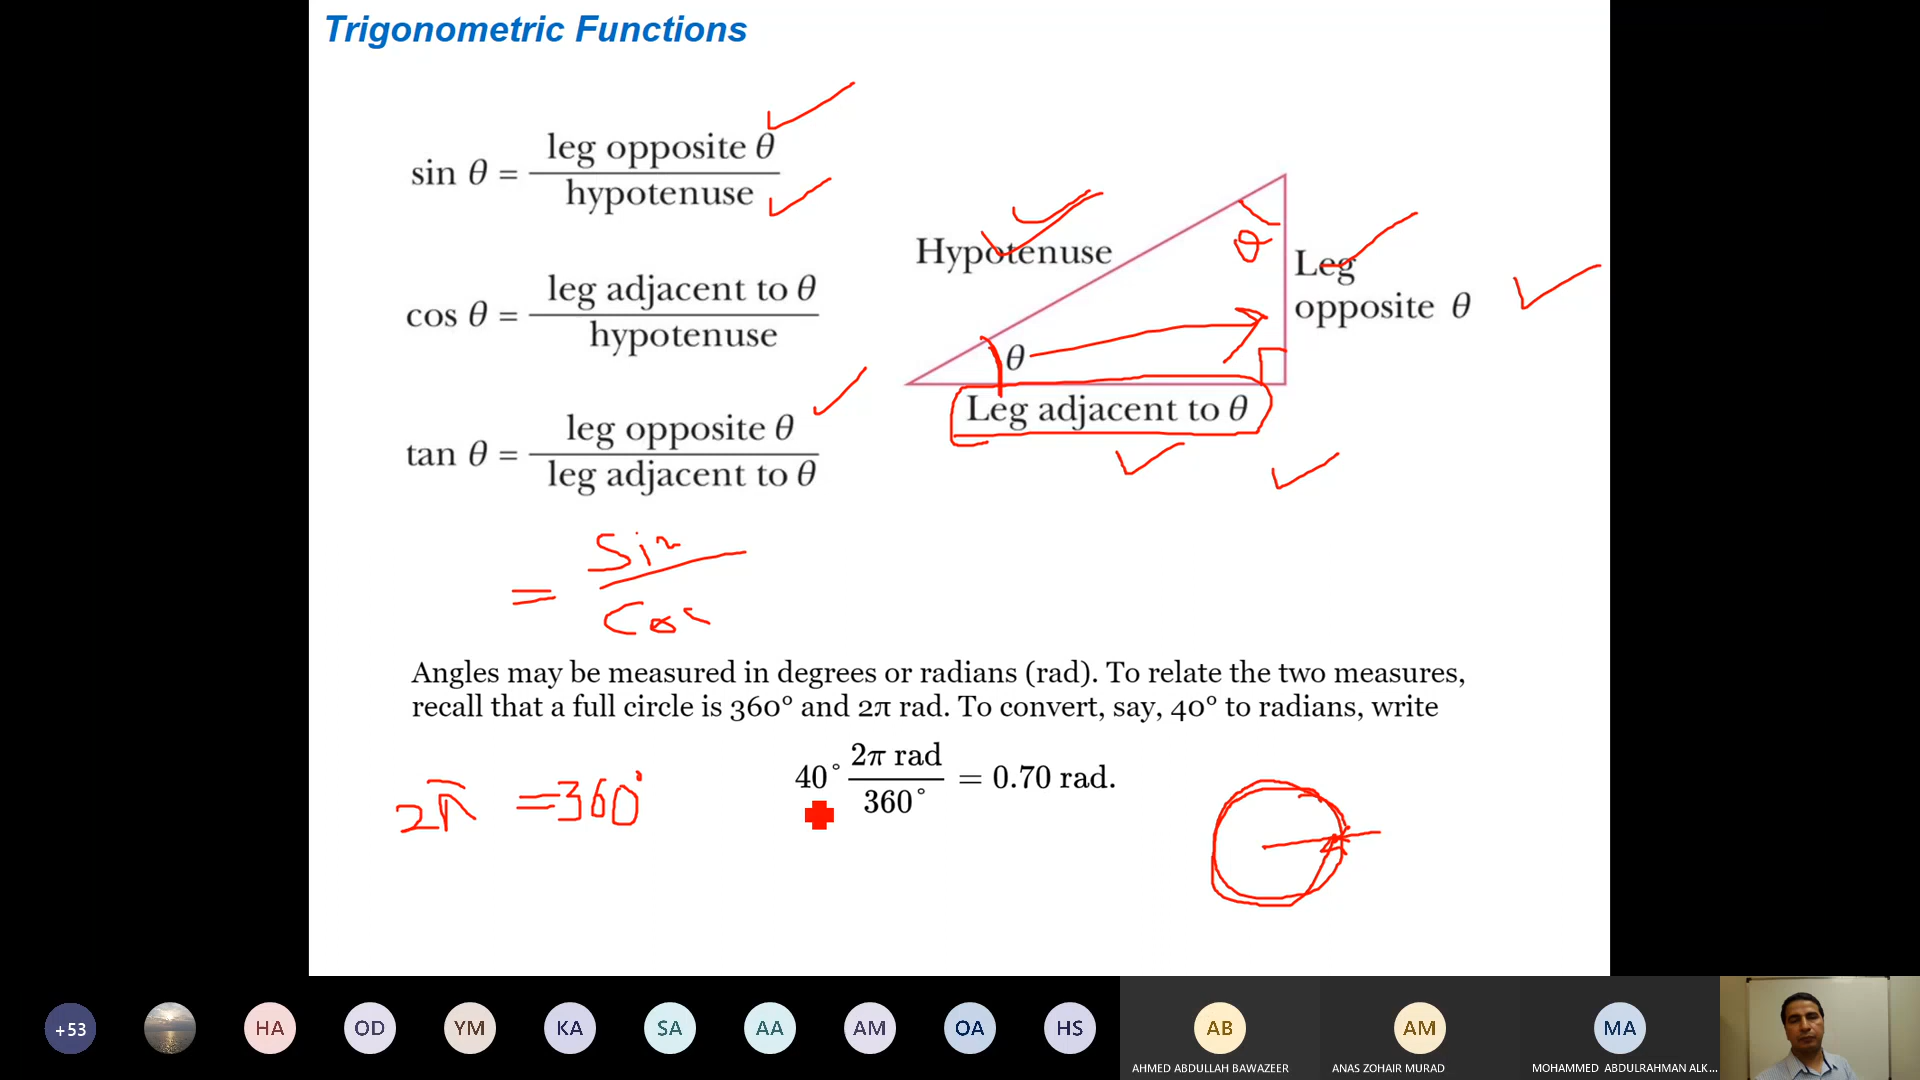 Trigonometric Functions
sin θ = leg opposite θ / hypotenuse
cos θ = leg adjacent to θ / hypotenuse
tan θ = leg opposite θ / leg adjacent to θ
= Sin / Cos
Hypotenuse
θ
Leg
opposite θ
θ
Leg adjacent to θ
Angles may be measured in degrees or radians (rad). To relate the two measures,
recall that a full circle is 360° and 2π rad. To convert, say, 40° to radians, write
2π = 360°
40° 2π rad / 360° = 0.70 rad.
+53
HA
OD
YM
KA
SA
AA
AM
OA
HS
AB
AM
MA
AHMED ABDULLAH BAWAZEER
ANAS ZOHAIR MURAD
MOHAMMED ABDULRAHMAN ALK...